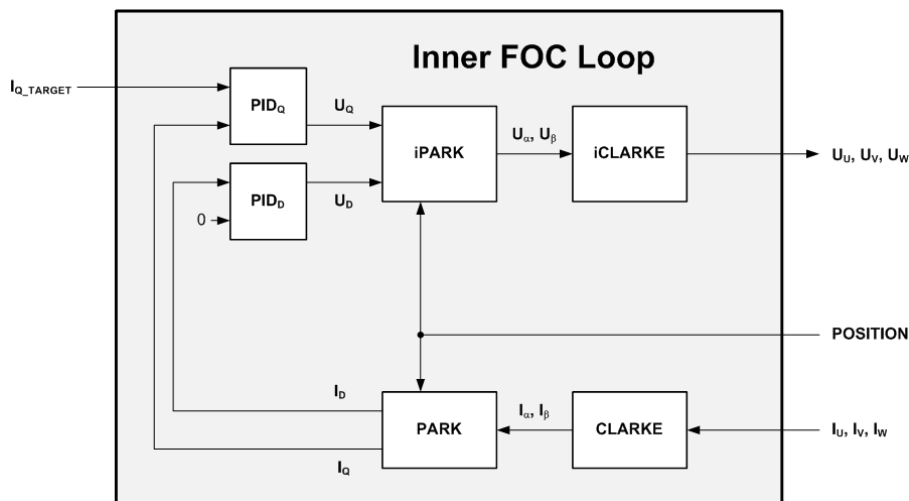 Inner FOC Loop
I_Q_TARGET
PID_Q
U_Q
iPARK
U_α, U_β
iCLARKE
U_U, U_V, U_W
PID_D
U_D
0
POSITION
I_D
PARK
I_α, I_β
CLARKE
I_U, I_V, I_W
I_Q